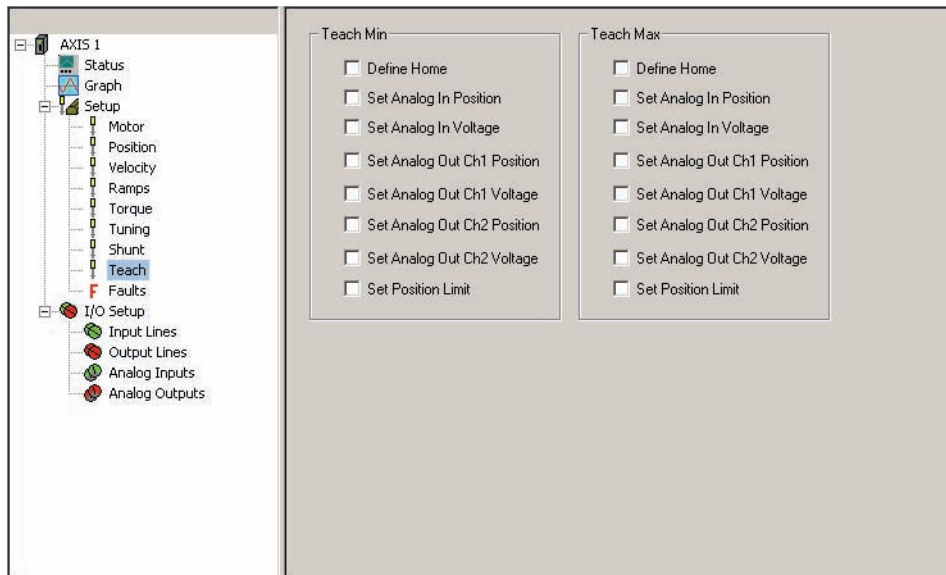 AXIS 1
Status
Graph
Setup
Motor
Position
Velocity
Ramps
Torque
Tuning
Shunt
Teach
F Faults
I/O Setup
Input Lines
Output Lines
Analog Inputs
Analog Outputs
Teach Min
Define Home
Set Analog In Position
Set Analog In Voltage
Set Analog Out Ch1 Position
Set Analog Out Ch1 Voltage
Set Analog Out Ch2 Position
Set Analog Out Ch2 Voltage
Set Position Limit
Teach Max
Define Home
Set Analog In Position
Set Analog In Voltage
Set Analog Out Ch1 Position
Set Analog Out Ch1 Voltage
Set Analog Out Ch2 Position
Set Analog Out Ch2 Voltage
Set Position Limit